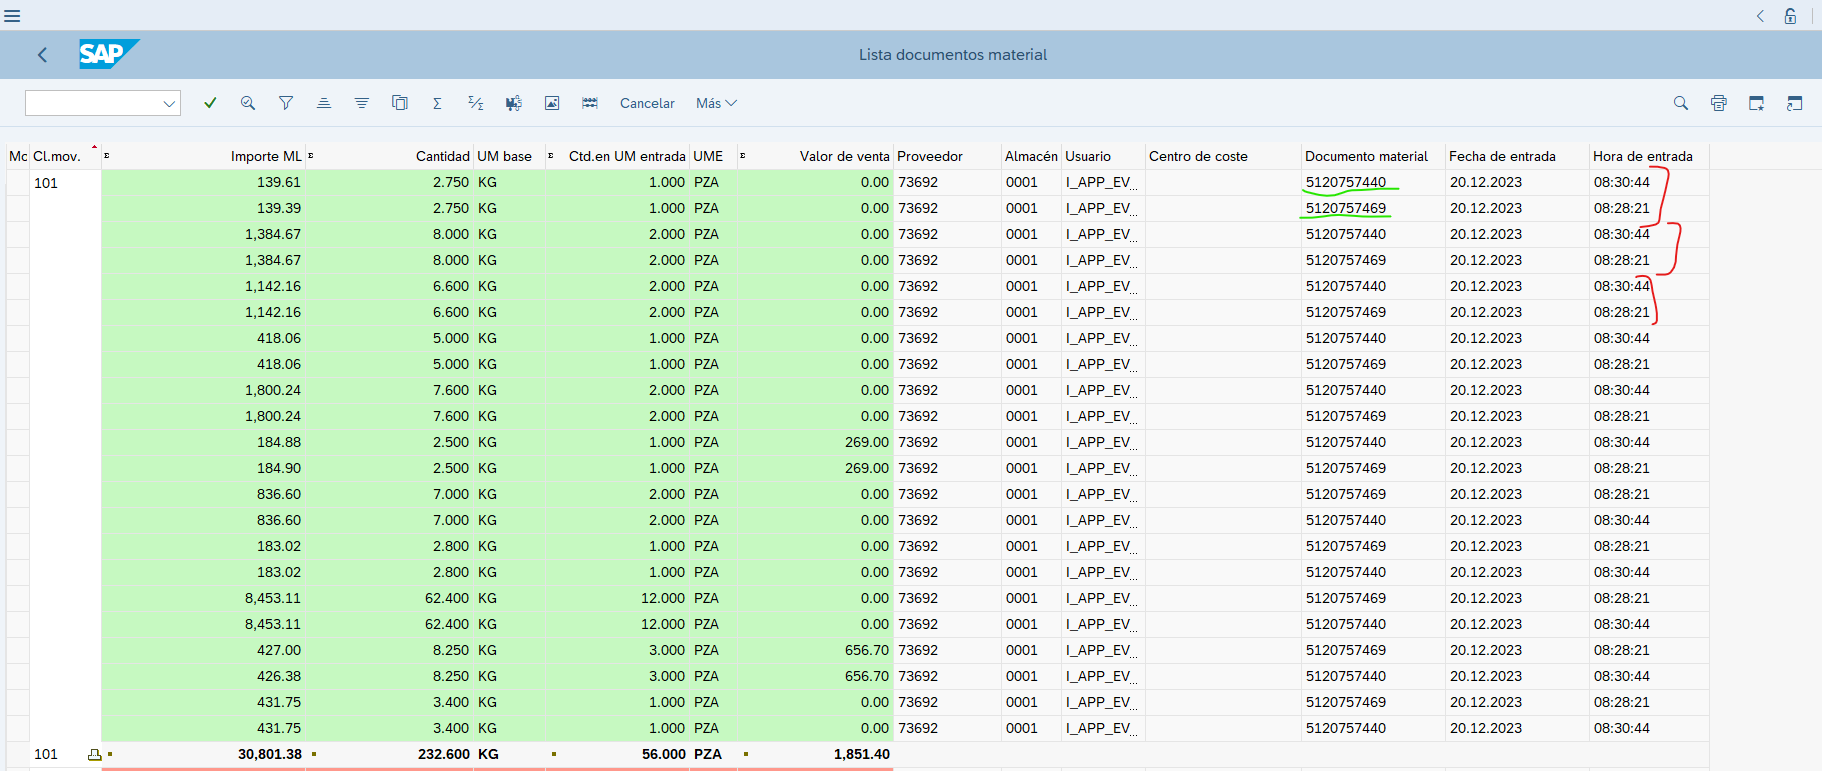 SAP
Lista documentos material
Cancelar Más
Mc Cl.mov. Importe ML Cantidad UM base Ctd.en UM entrada UME Valor de venta Proveedor Almacén Usuario Centro de coste Documento material Fecha de entrada Hora de entrada
101 139.61 2.750 KG 1.000 PZA 0.00 73692 0001 I_APP_EV... 5120757440 20.12.2023 08:30:44
139.39 2.750 KG 1.000 PZA 0.00 73692 0001 I_APP_EV... 5120757469 20.12.2023 08:28:21
1,384.67 8.000 KG 2.000 PZA 0.00 73692 0001 I_APP_EV... 5120757440 20.12.2023 08:30:44
1,384.67 8.000 KG 2.000 PZA 0.00 73692 0001 I_APP_EV... 5120757469 20.12.2023 08:28:21
1,142.16 6.600 KG 2.000 PZA 0.00 73692 0001 I_APP_EV... 5120757440 20.12.2023 08:30:44
1,142.16 6.600 KG 2.000 PZA 0.00 73692 0001 I_APP_EV... 5120757469 20.12.2023 08:28:21
418.06 5.000 KG 1.000 PZA 0.00 73692 0001 I_APP_EV... 5120757440 20.12.2023 08:30:44
418.06 5.000 KG 1.000 PZA 0.00 73692 0001 I_APP_EV... 5120757469 20.12.2023 08:28:21
1,800.24 7.600 KG 2.000 PZA 0.00 73692 0001 I_APP_EV... 5120757440 20.12.2023 08:30:44
1,800.24 7.600 KG 2.000 PZA 0.00 73692 0001 I_APP_EV... 5120757469 20.12.2023 08:28:21
184.88 2.500 KG 1.000 PZA 269.00 73692 0001 I_APP_EV... 5120757440 20.12.2023 08:30:44
184.90 2.500 KG 1.000 PZA 269.00 73692 0001 I_APP_EV... 5120757469 20.12.2023 08:28:21
836.60 7.000 KG 2.000 PZA 0.00 73692 0001 I_APP_EV... 5120757469 20.12.2023 08:28:21
836.60 7.000 KG 2.000 PZA 0.00 73692 0001 I_APP_EV... 5120757440 20.12.2023 08:30:44
183.02 2.800 KG 1.000 PZA 0.00 73692 0001 I_APP_EV... 5120757469 20.12.2023 08:28:21
183.02 2.800 KG 1.000 PZA 0.00 73692 0001 I_APP_EV... 5120757440 20.12.2023 08:30:44
8,453.11 62.400 KG 12.000 PZA 0.00 73692 0001 I_APP_EV... 5120757469 20.12.2023 08:28:21
8,453.11 62.400 KG 12.000 PZA 0.00 73692 0001 I_APP_EV... 5120757440 20.12.2023 08:30:44
427.00 8.250 KG 3.000 PZA 656.70 73692 0001 I_APP_EV... 5120757469 20.12.2023 08:28:21
426.38 8.250 KG 3.000 PZA 656.70 73692 0001 I_APP_EV... 5120757440 20.12.2023 08:30:44
431.75 3.400 KG 1.000 PZA 0.00 73692 0001 I_APP_EV... 5120757469 20.12.2023 08:28:21
431.75 3.400 KG 1.000 PZA 0.00 73692 0001 I_APP_EV... 5120757440 20.12.2023 08:30:44
101 30,801.38 232.600 KG 56.000 PZA 1,851.40